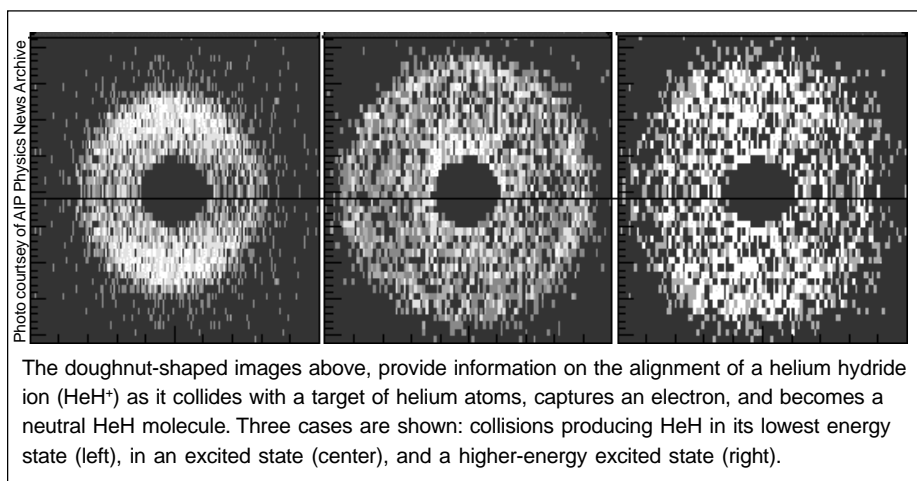 Photo courtsey of AIP Physics News Archive
The doughnut-shaped images above, provide information on the alignment of a helium hydride
ion (HeH⁺) as it collides with a target of helium atoms, captures an electron, and becomes a
neutral HeH molecule. Three cases are shown: collisions producing HeH in its lowest energy
state (left), in an excited state (center), and a higher-energy excited state (right).